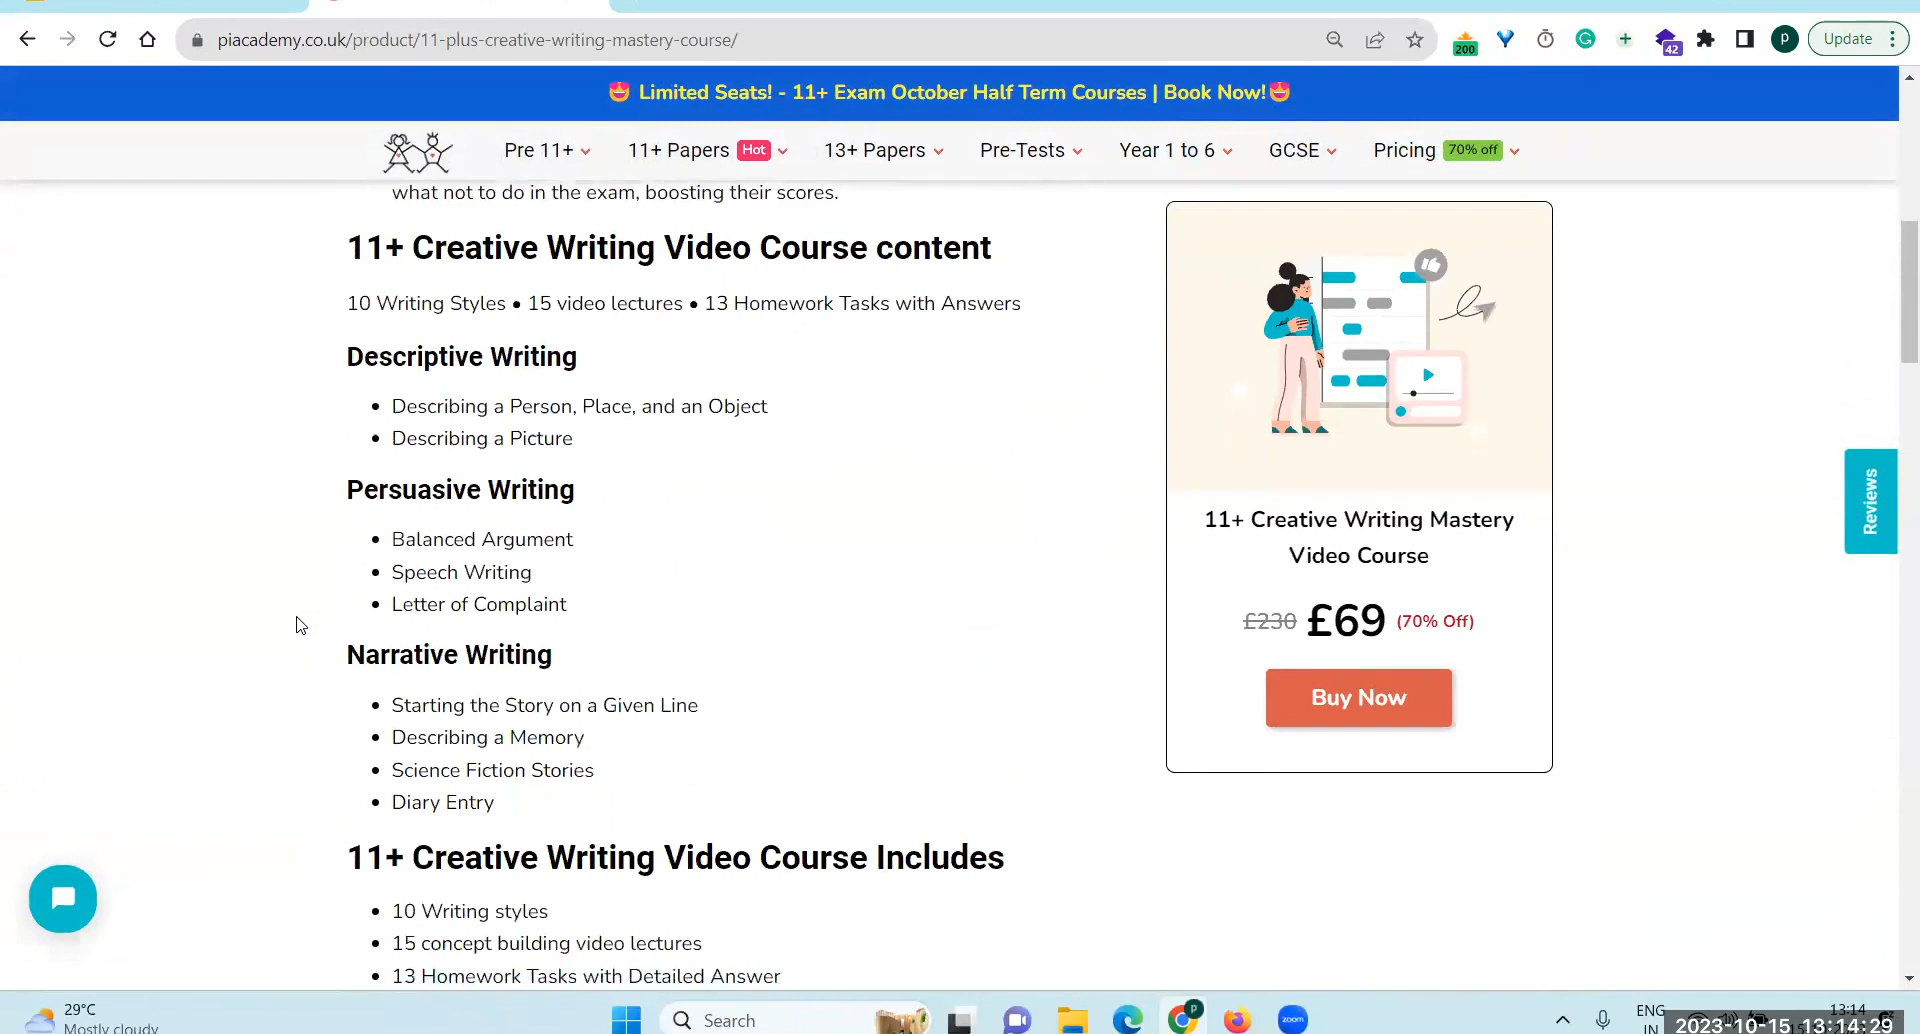 piacademy.co.uk/product/11-plus-creative-writing-mastery-course/
200
42
P
Update
Limited Seats! - 11+ Exam October Half Term Courses | Book Now!
Pre 11+
11+ Papers Hot
13+ Papers
Pre-Tests
Year 1 to 6
GCSE
Pricing 70% off
what not to do in the exam, boosting their scores.
11+ Creative Writing Video Course content
10 Writing Styles • 15 video lectures • 13 Homework Tasks with Answers
Descriptive Writing
• Describing a Person, Place, and an Object
• Describing a Picture
Persuasive Writing
• Balanced Argument
• Speech Writing
• Letter of Complaint
Narrative Writing
• Starting the Story on a Given Line
• Describing a Memory
• Science Fiction Stories
• Diary Entry
11+ Creative Writing Video Course Includes
• 10 Writing styles
• 15 concept building video lectures
• 13 Homework Tasks with Detailed Answer
11+ Creative Writing Mastery
Video Course
£230 £69 (70% Off)
Buy Now
Reviews
29°C
Mostly cloudy
Search
P
zoom
ENG
IN
13:14
2023-10-15 13:14:29